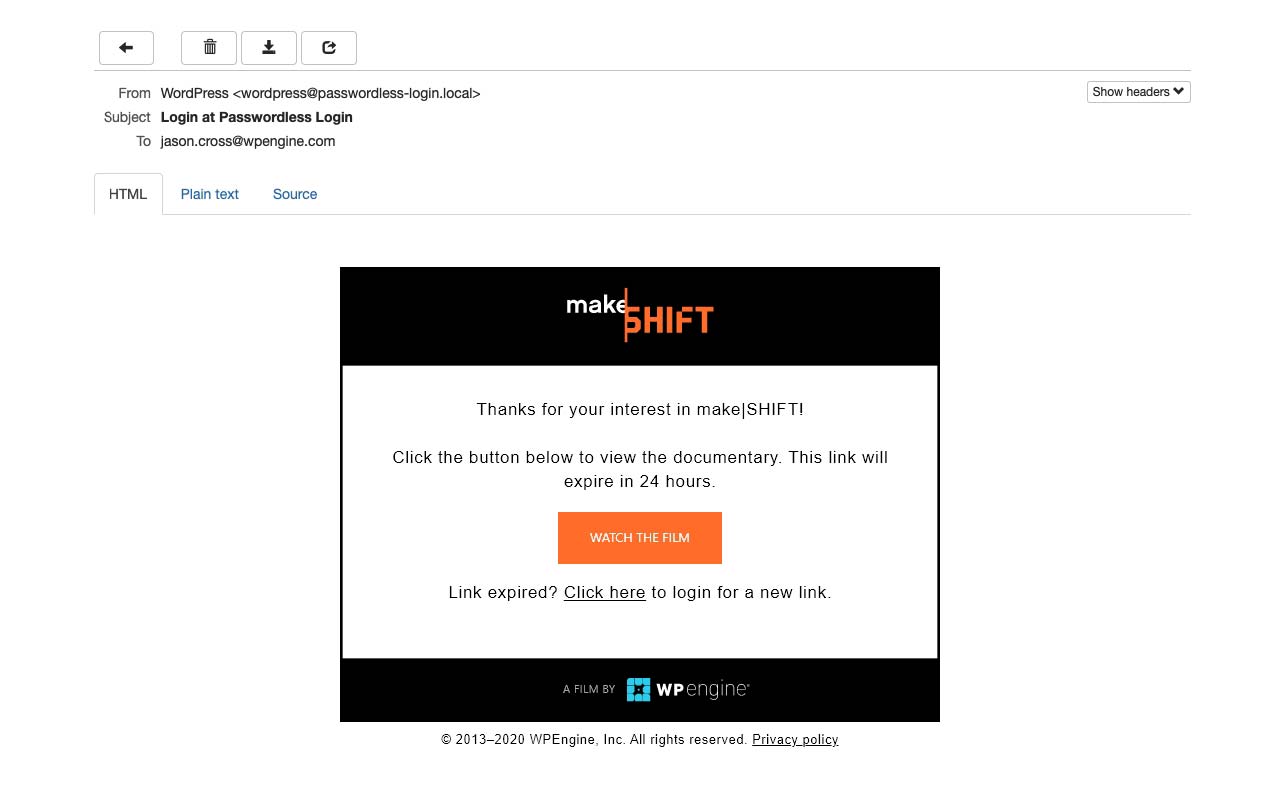 From WordPress <wordpress@passwordless-login.local>
Show headers
Subject Login at Passwordless Login
To jason.cross@wpengine.com
HTML Plain text Source
make SHIFT
Thanks for your interest in make|SHIFT!
Click the button below to view the documentary. This link will
expire in 24 hours.
WATCH THE FILM
Link expired? Click here to login for a new link.
A FILM BY WPengine
© 2013–2020 WPEngine, Inc. All rights reserved. Privacy policy